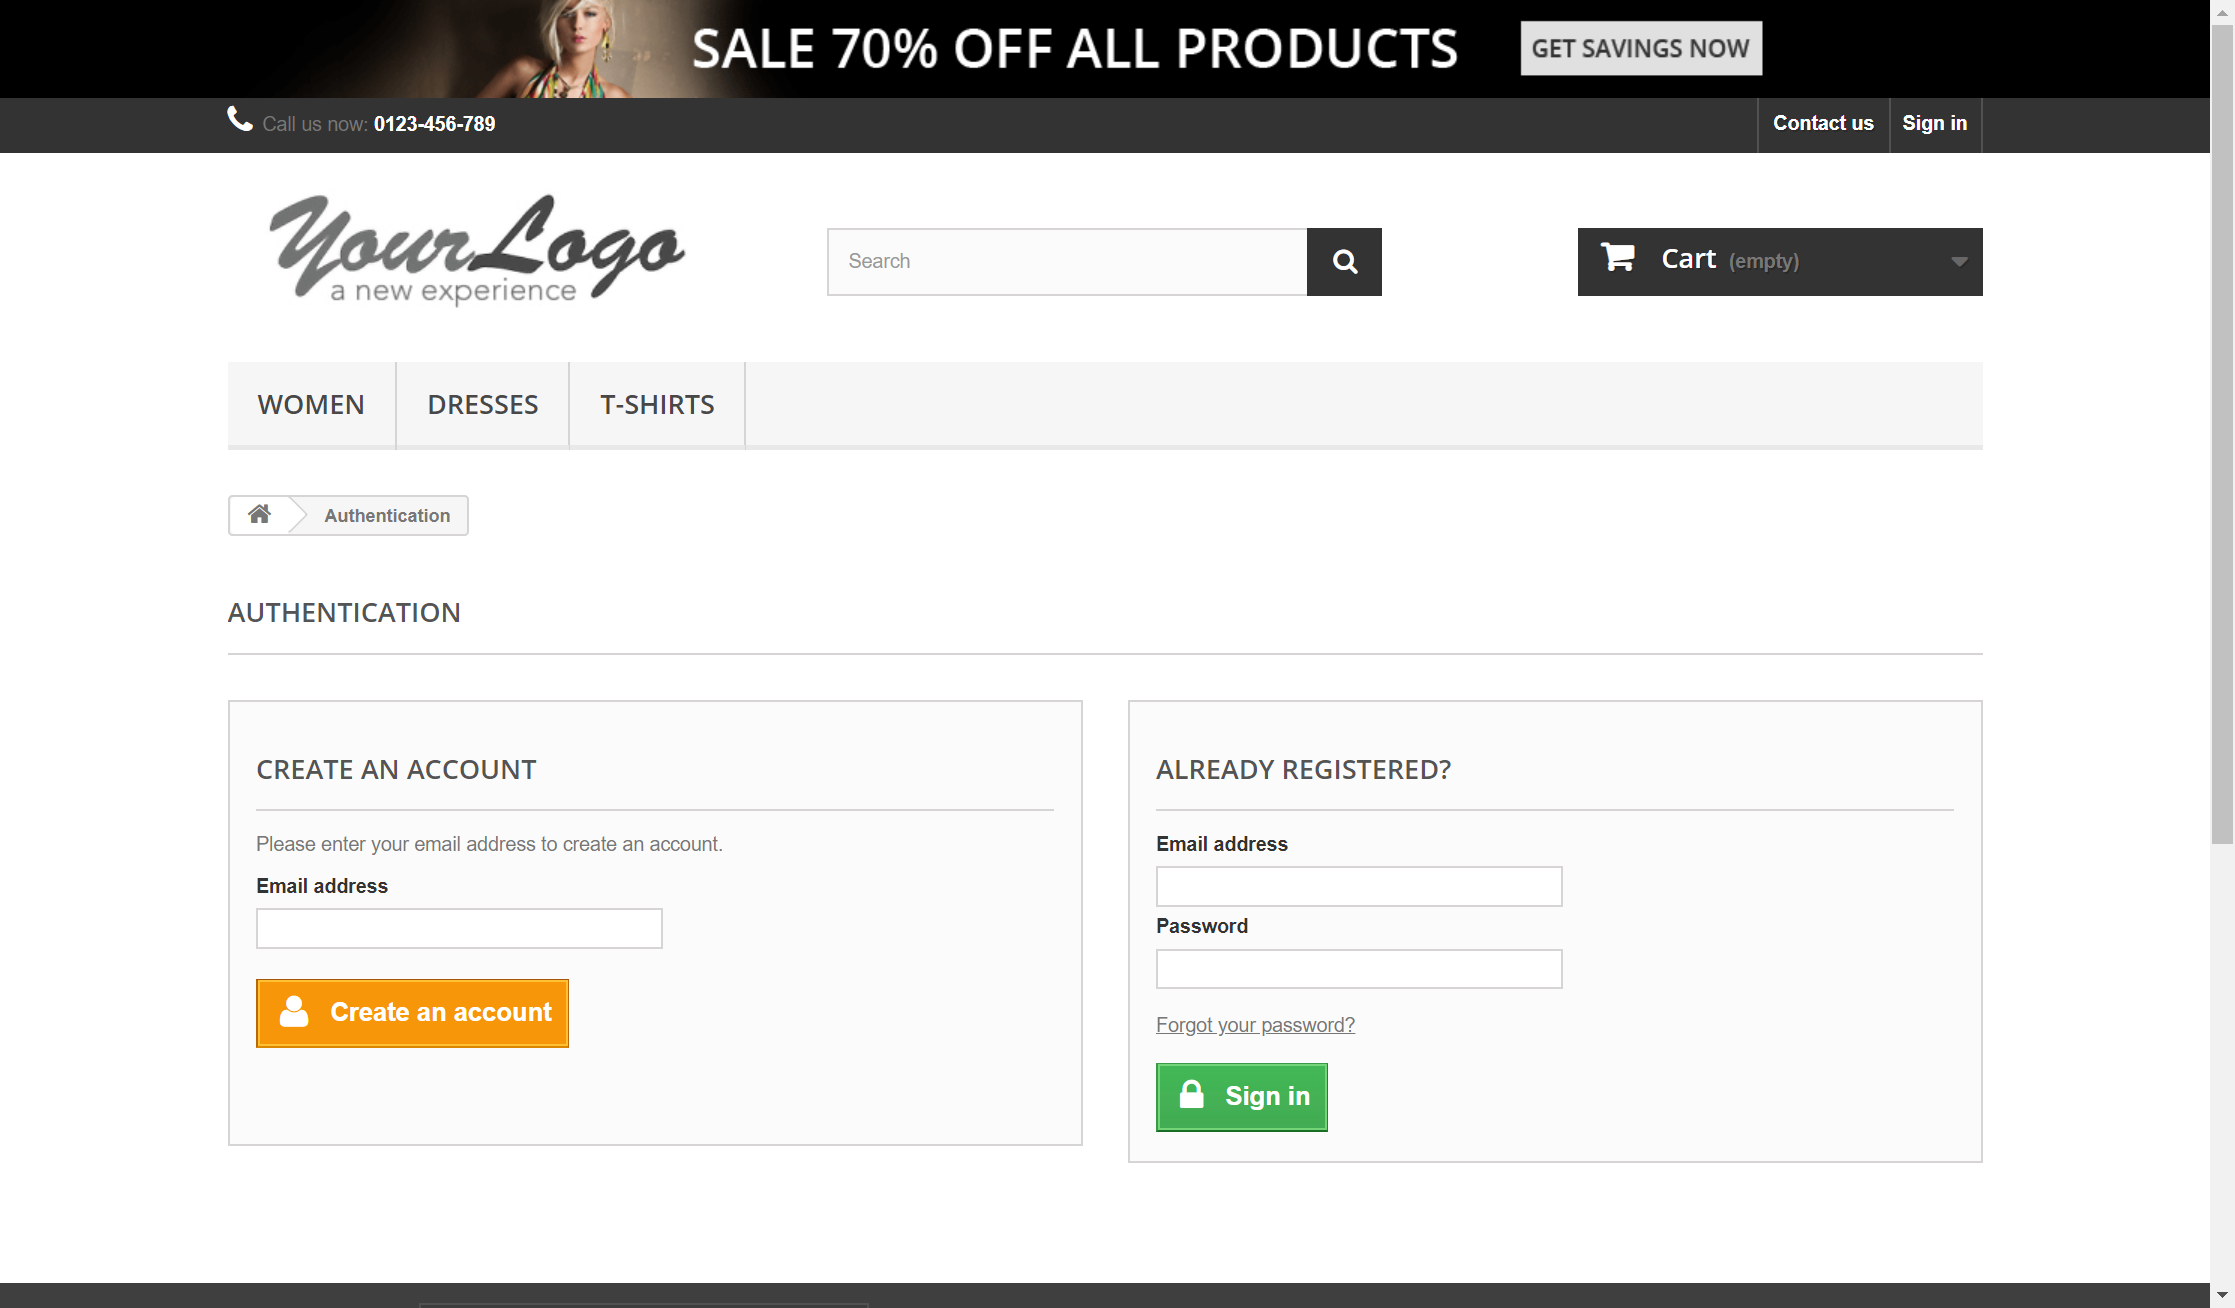 SALE 70% OFF ALL PRODUCTS GET SAVINGS NOW
Call us now: 0123-456-789
Contact us
Sign in
YourLogo
a new experience
Search
Cart (empty)
WOMEN
DRESSES
T-SHIRTS
Authentication
AUTHENTICATION
CREATE AN ACCOUNT
Please enter your email address to create an account.
Email address
Create an account
ALREADY REGISTERED?
Email address
Password
Forgot your password?
Sign in